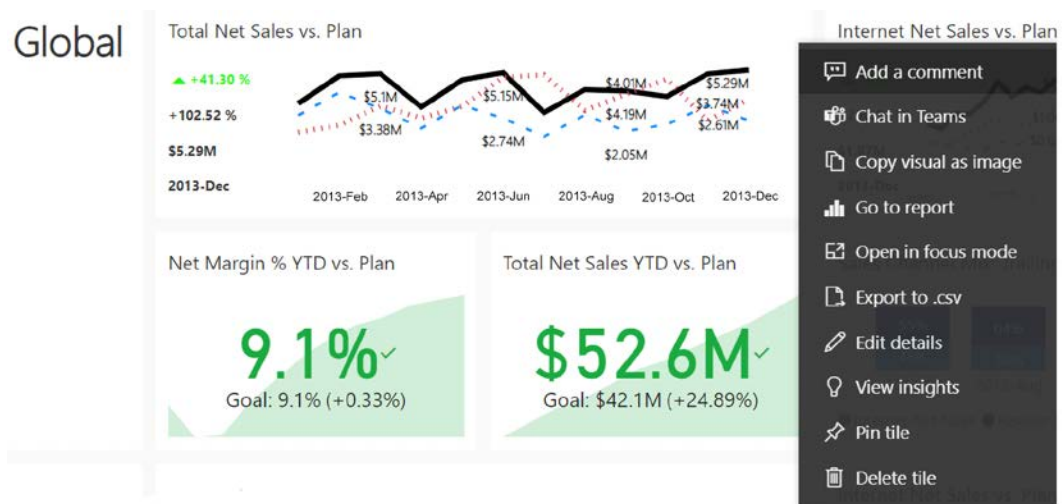 Global
Total Net Sales vs. Plan
+41.30 %
+102.52 %
$5.29M
2013-Dec
$5.1M
$3.38M
$5.15M
$2.74M
$4.01M
$4.19M
$2.05M
$5.29M
$3.74M
$2.61M
2013-Feb 2013-Apr 2013-Jun 2013-Aug 2013-Oct 2013-Dec
Net Margin % YTD vs. Plan
9.1%
Goal: 9.1% (+0.33%)
Total Net Sales YTD vs. Plan
$52.6M
Goal: $42.1M (+24.89%)
Internet Net Sales vs. Plan
Add a comment
Chat in Teams
Copy visual as image
Go to report
Open in focus mode
Export to .csv
Edit details
View insights
Pin tile
Delete tile
Internet Net Sales vs. Plan